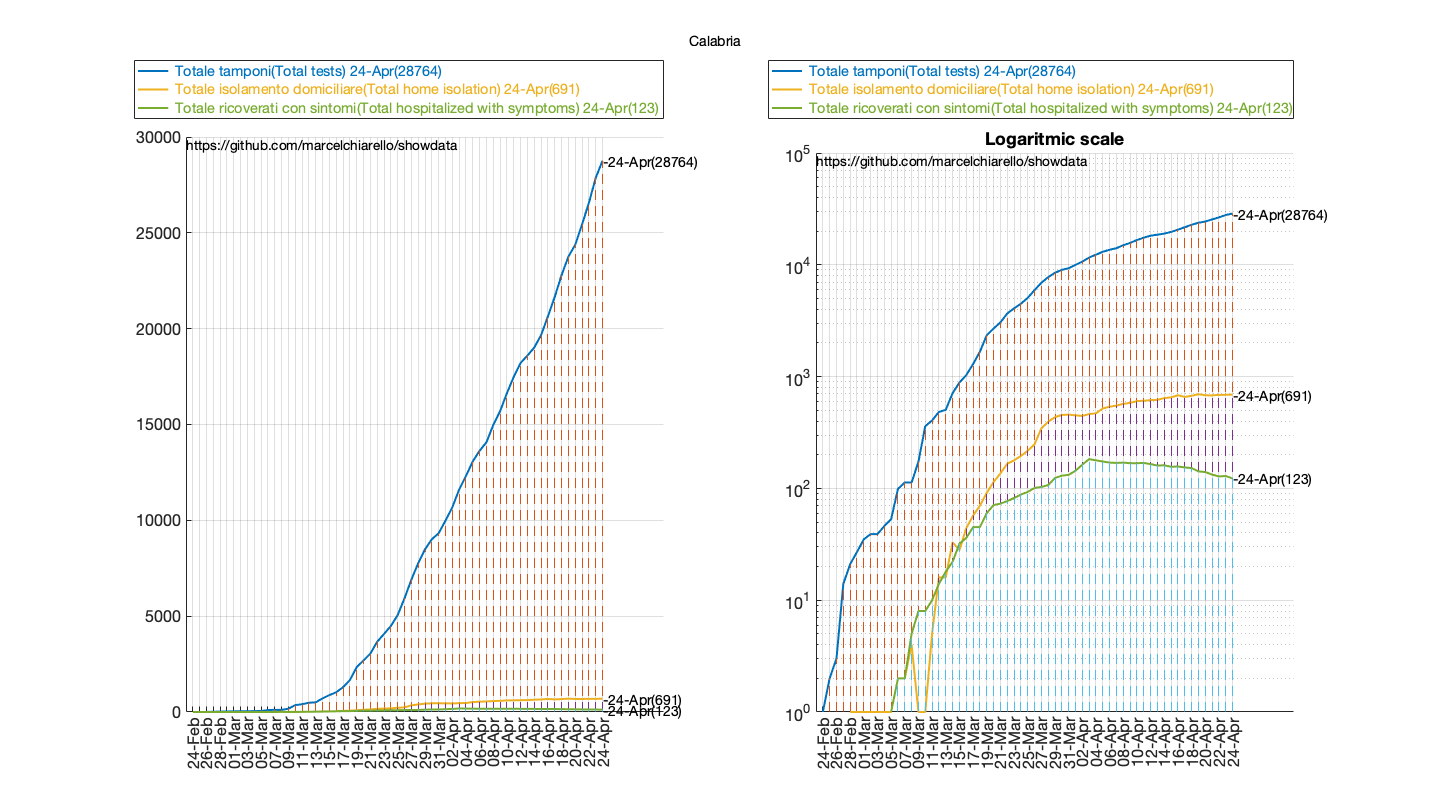 Calabria
Totale tamponi(Total tests) 24-Apr(28764)
Totale isolamento domiciliare(Total home isolation) 24-Apr(691)
Totale ricoverati con sintomi(Total hospitalized with symptoms) 24-Apr(123)
https://github.com/marcelchiarello/showdata
30000
25000
20000
15000
10000
5000
0
-24-Apr(28764)
-24-Apr(691)
-24-Apr(123)
24-Feb
26-Feb
28-Feb
01-Mar
03-Mar
05-Mar
07-Mar
09-Mar
11-Mar
13-Mar
15-Mar
17-Mar
19-Mar
21-Mar
23-Mar
25-Mar
27-Mar
29-Mar
31-Mar
02-Apr
04-Apr
06-Apr
08-Apr
10-Apr
12-Apr
14-Apr
16-Apr
18-Apr
20-Apr
22-Apr
24-Apr
Totale tamponi(Total tests) 24-Apr(28764)
Totale isolamento domiciliare(Total home isolation) 24-Apr(691)
Totale ricoverati con sintomi(Total hospitalized with symptoms) 24-Apr(123)
Logaritmic scale
https://github.com/marcelchiarello/showdata
10⁵
10⁴
10³
10²
10¹
10⁰
-24-Apr(28764)
-24-Apr(691)
-24-Apr(123)
24-Feb
26-Feb
28-Feb
01-Mar
03-Mar
05-Mar
07-Mar
09-Mar
11-Mar
13-Mar
15-Mar
17-Mar
19-Mar
21-Mar
23-Mar
25-Mar
27-Mar
29-Mar
31-Mar
02-Apr
04-Apr
06-Apr
08-Apr
10-Apr
12-Apr
14-Apr
16-Apr
18-Apr
20-Apr
22-Apr
24-Apr